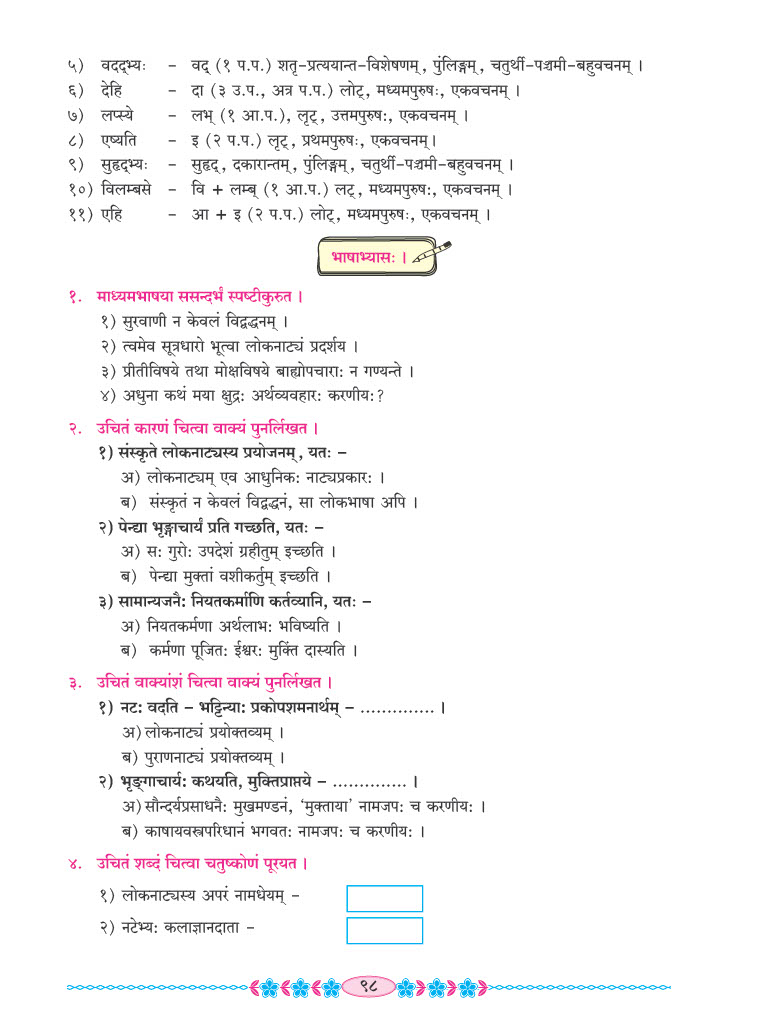 ५) वदद्भ्यः – वद् (१ प.प.) शतृ-प्रत्ययान्त-विशेषणम्, पुंलिङ्गम्, चतुर्थी-पञ्चमी-बहुवचनम् ।
६) देहि – दा (३ उ.प., अत्र प.प.) लोट्, मध्यमपुरुषः, एकवचनम् ।
७) लप्स्ये – लभ् (१ आ.प.), लृट्, उत्तमपुरुषः, एकवचनम् ।
८) एष्यति – इ (२ प.प.) लृट्, प्रथमपुरुषः, एकवचनम्।
९) सुहृद्भ्यः – सुहृद्, दकारान्तम्, पुंलिङ्गम्, चतुर्थी-पञ्चमी-बहुवचनम् ।
१०) विलम्बसे – वि + लम्ब् (१ आ.प.) लट्, मध्यमपुरुषः, एकवचनम् ।
११) एहि – आ + इ (२ प.प.) लोट्, मध्यमपुरुषः, एकवचनम् ।
भाषाभ्यासः ।
१. माध्यमभाषया ससन्दर्भं स्पष्टीकुरुत ।
१) सुरवाणी न केवलं विद्वद्धनम् ।
२) त्वमेव सूत्रधारो भूत्वा लोकनाट्यं प्रदर्शय ।
३) प्रीतीविषये तथा मोक्षविषये बाह्योपचाराः न गण्यन्ते ।
४) अधुना कथं मया क्षुद्रः अर्थव्यवहारः करणीयः?
२. उचितं कारणं चित्वा वाक्यं पुनर्लिखत ।
१) संस्कृते लोकनाट्यस्य प्रयोजनम्, यतः –
अ) लोकनाट्यम् एव आधुनिकः नाट्यप्रकारः ।
ब) संस्कृतं न केवलं विद्वद्धनं, सा लोकभाषा अपि ।
२) पेन्द्या भृङ्गाचार्यं प्रति गच्छति, यतः –
अ) सः गुरोः उपदेशं ग्रहीतुम् इच्छति ।
ब) पेन्द्या मुक्तां वशीकर्तुम् इच्छति ।
३) सामान्यजनैः नियतकर्माणि कर्तव्यानि, यतः –
अ) नियतकर्मणा अर्थलाभः भविष्यति ।
ब) कर्मणा पूजितः ईश्वरः मुक्तिं दास्यति ।
३. उचितं वाक्यांशं चित्वा वाक्यं पुनर्लिखत ।
१) नटः वदति – भट्टिन्याः प्रकोपशमनार्थम् – .............. ।
अ) लोकनाट्यं प्रयोक्तव्यम् ।
ब) पुराणनाट्यं प्रयोक्तव्यम् ।
२) भृङ्गाचार्यः कथयति, मुक्तिप्राप्तये – .............. ।
अ) सौन्दर्यप्रसाधनैः मुखमण्डनं, ‘मुक्ताया’ नामजपः च करणीयः ।
ब) काषायवस्त्रपरिधानं भगवतः नामजपः च करणीयः ।
४. उचितं शब्दं चित्वा चतुष्कोणं पूरयत ।
१) लोकनाट्यस्य अपरं नामधेयम् –
२) नटेभ्यः कलाज्ञानदाता –
९८